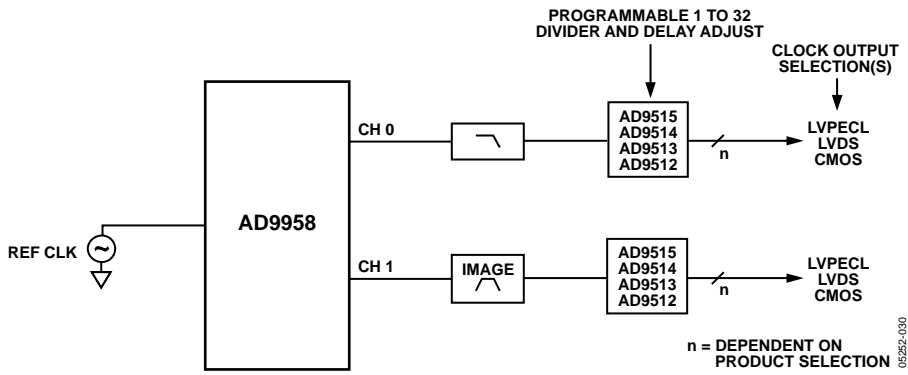 PROGRAMMABLE 1 TO 32
DIVIDER AND DELAY ADJUST
CLOCK OUTPUT
SELECTION(S)
CH 0
AD9515
AD9514
AD9513
AD9512
n
LVPECL
LVDS
CMOS
AD9958
REF CLK
~
CH 1
IMAGE
AD9515
AD9514
AD9513
AD9512
n
LVPECL
LVDS
CMOS
n = DEPENDENT ON
PRODUCT SELECTION
05252-030